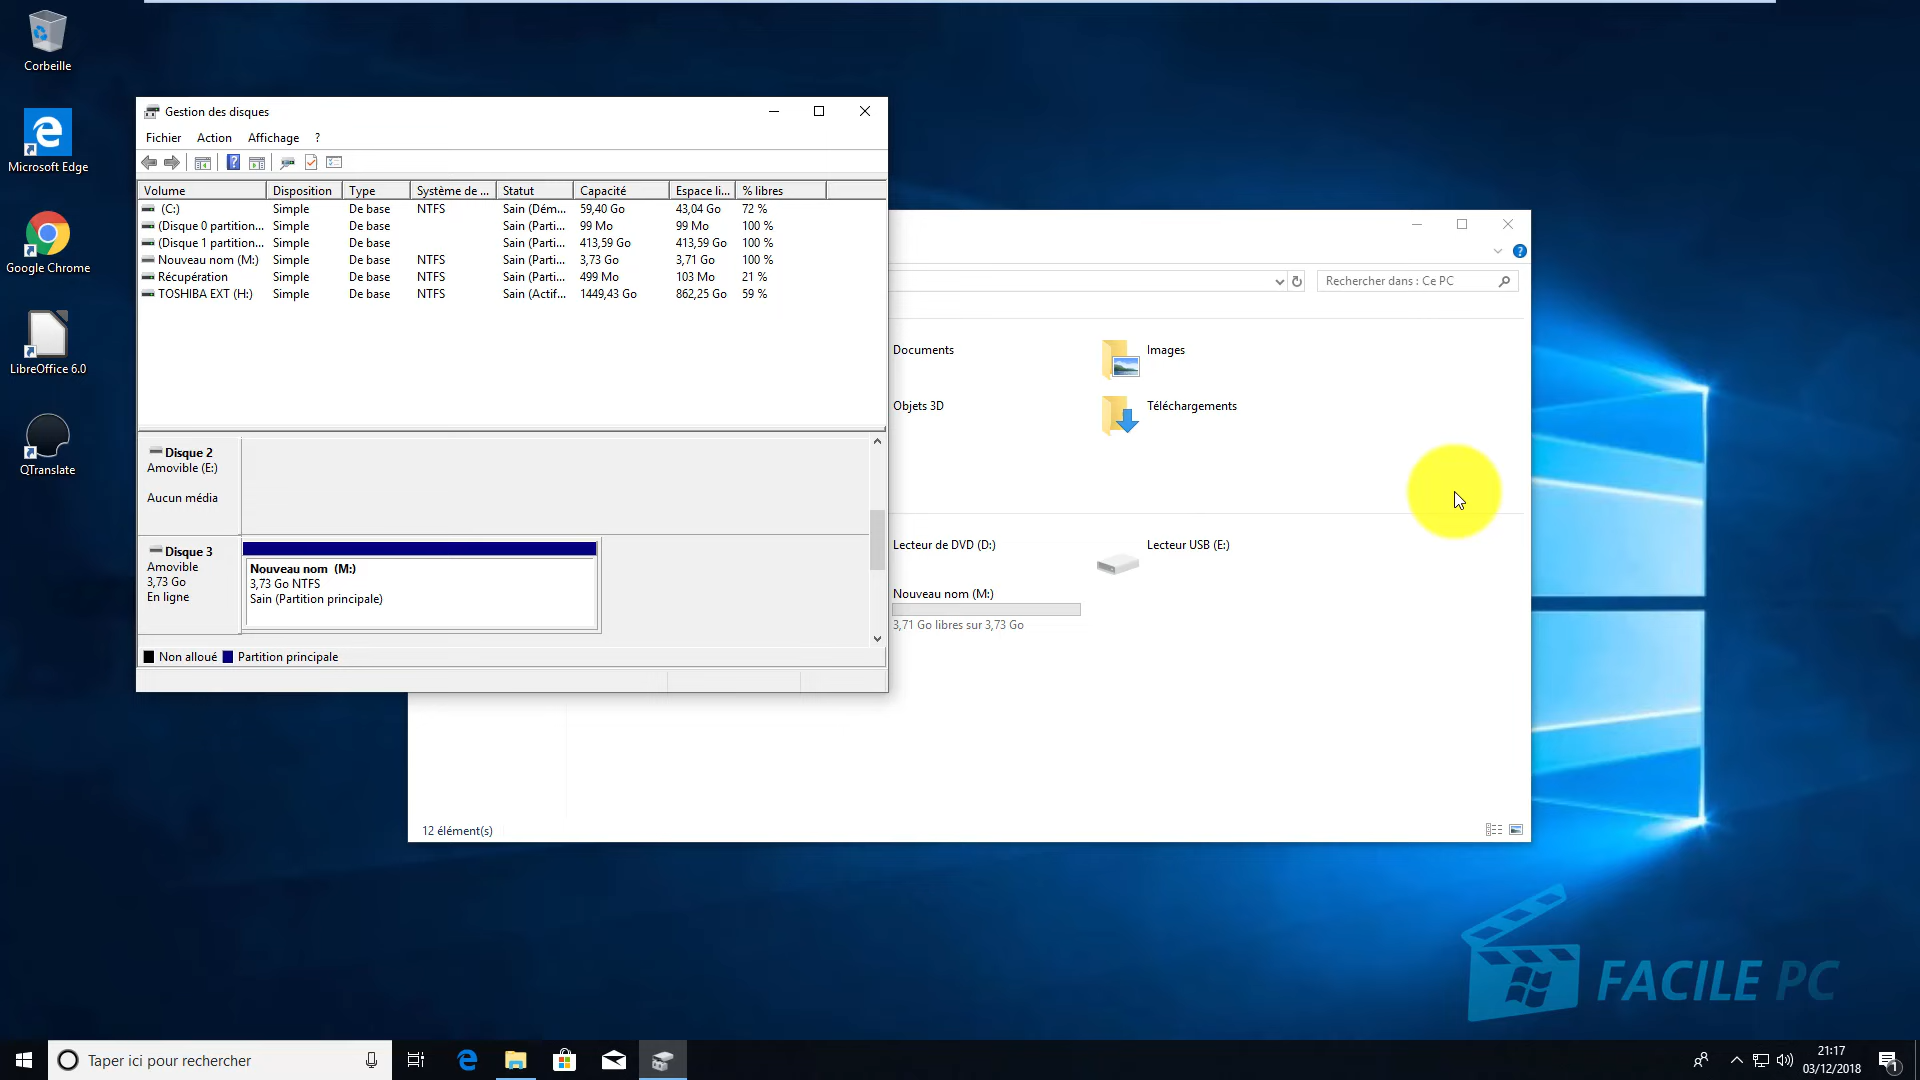 Corbeille
Microsoft Edge
Google Chrome
LibreOffice 6.0
QTranslate
Gestion des disques
Fichier Action Affichage ?
Volume Disposition Type Système de ... Statut Capacité Espace li... % libres
(C:) Simple De base NTFS Sain (Dém... 59,40 Go 43,04 Go 72 %
(Disque 0 partition... Simple De base Sain (Parti... 99 Mo 99 Mo 100 %
(Disque 1 partition... Simple De base Sain (Parti... 413,59 Go 413,59 Go 100 %
Nouveau nom (M:) Simple De base NTFS Sain (Parti... 3,73 Go 3,71 Go 100 %
Récupération Simple De base NTFS Sain (Parti... 499 Mo 103 Mo 21 %
TOSHIBA EXT (H:) Simple De base NTFS Sain (Actif... 1449,43 Go 862,25 Go 59 %
Disque 2
Amovible (E:)
Aucun média
Disque 3
Amovible
3,73 Go
En ligne
Nouveau nom (M:)
3,73 Go NTFS
Sain (Partition principale)
Non alloué Partition principale
Rechercher dans : Ce PC
Documents
Images
Objets 3D
Téléchargements
Lecteur de DVD (D:)
Lecteur USB (E:)
Nouveau nom (M:)
3,71 Go libres sur 3,73 Go
12 élément(s)
FACILE PC
Taper ici pour rechercher
21:17
03/12/2018
1